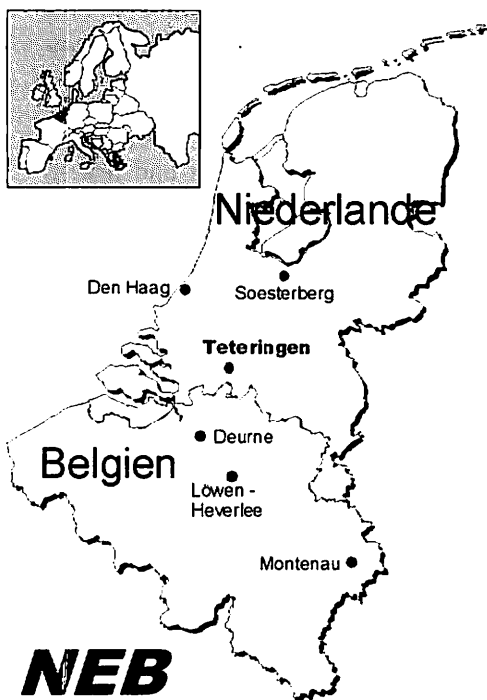 Niederlande
Den Haag
Soesterberg
Teteringen
Deurne
Belgien
Löwen -
Heverlee
Montenau
NEB